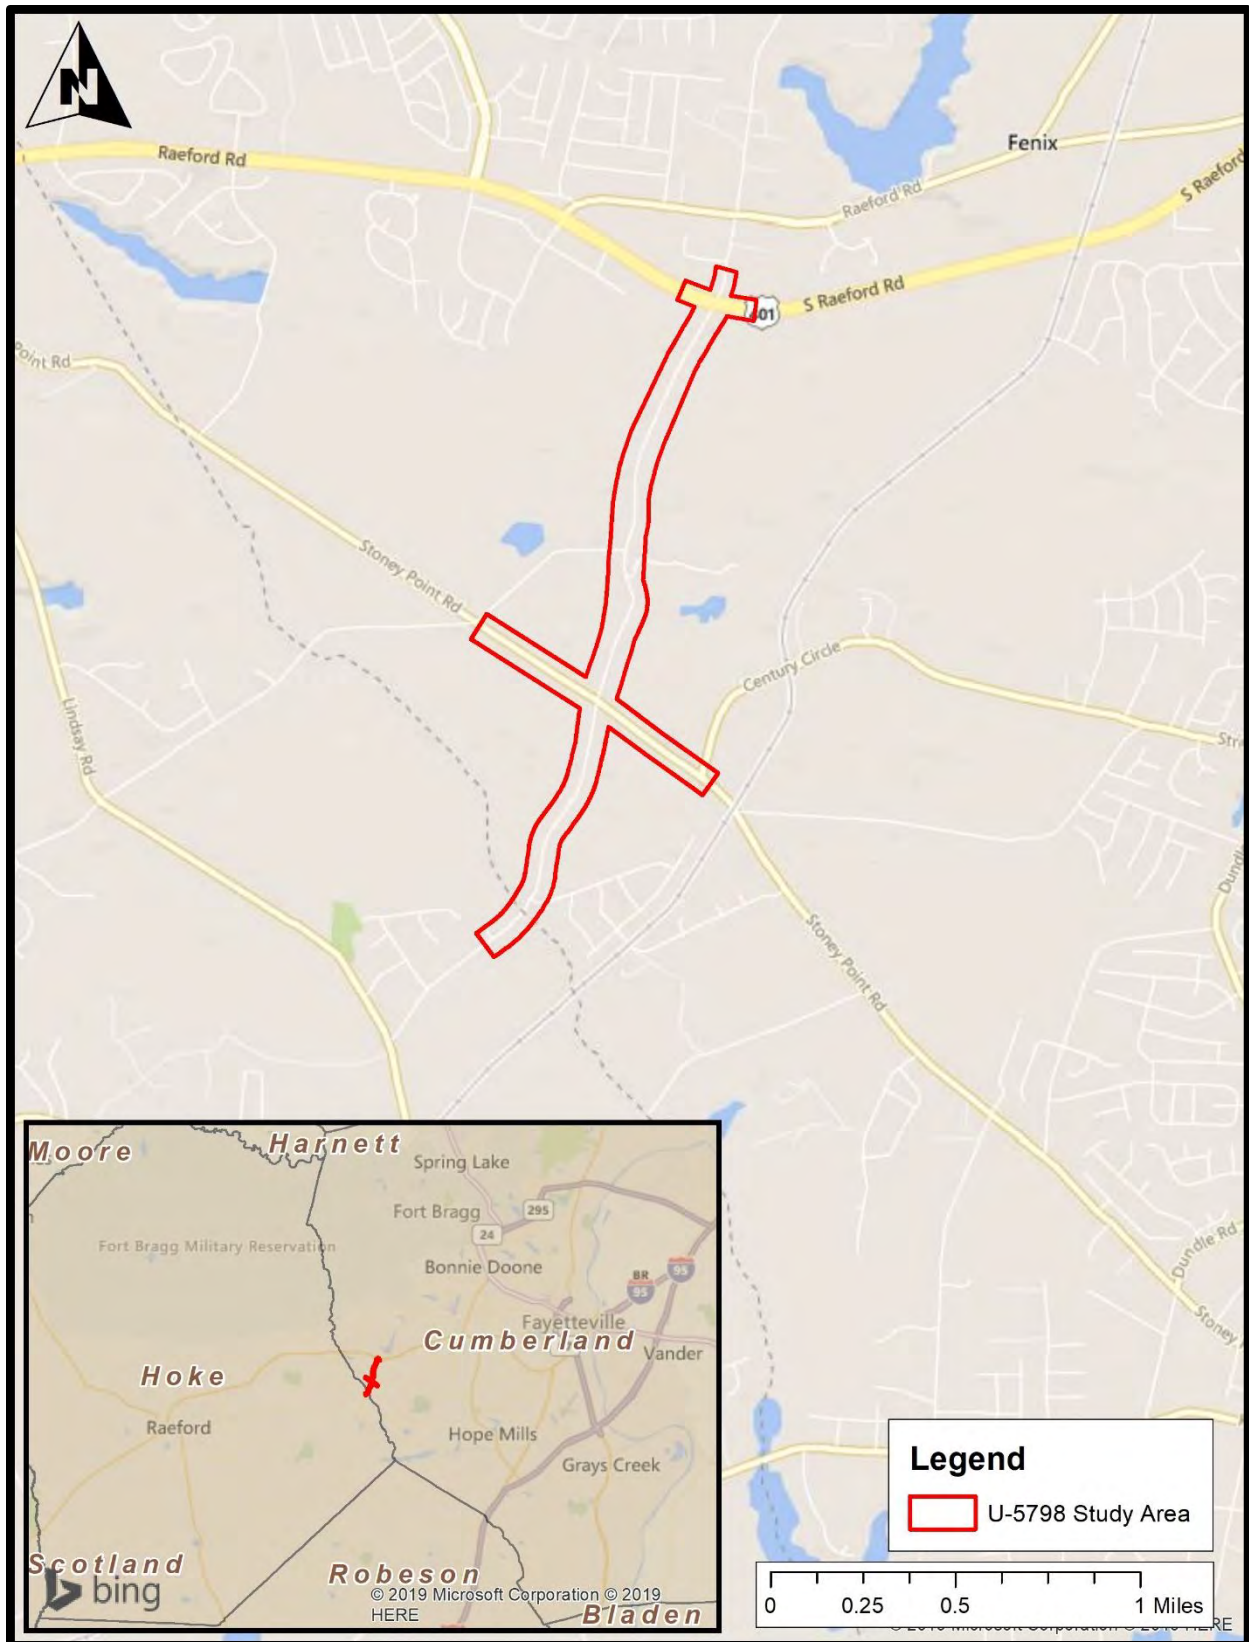 N
Raeford Rd
Fenix
Raeford Rd
S Raeford
S Raeford Rd
Point Rd
Stoney Point Rd
Century Circle
Lindsay Rd
Stoney Point Rd
Dundle Rd
Stoney
Moore
Harnett
Spring Lake
Fort Bragg
295
24
Fort Bragg Military Reservation
Bonnie Doone
BR
95
95
Fayetteville
Cumberland
Vander
Hoke
Raeford
Hope Mills
Grays Creek
Scotland
Robeson
bing
© 2019 Microsoft Corporation © 2019
HERE
Bladen
Legend
U-5798 Study Area
0 0.25 0.5 1 Miles